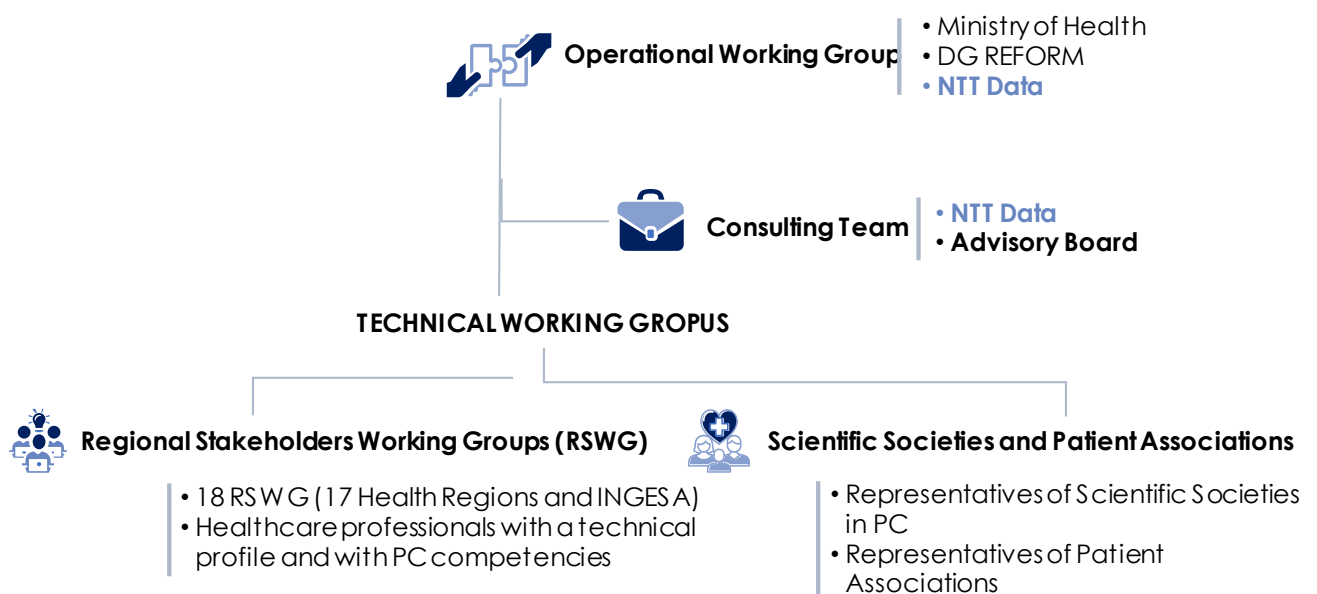 Operational Working Group
• Ministry of Health
• DG REFORM
• NTT Data
Consulting Team
• NTT Data
• Advisory Board
TECHNICAL WORKING GROPUS
Regional Stakeholders Working Groups (RSWG)
• 18 RSWG (17 Health Regions and INGESA)
• Healthcare professionals with a technical
profile and with PC competencies
Scientific Societies and Patient Associations
• Representatives of Scientific Societies
in PC
• Representatives of Patient
Associations